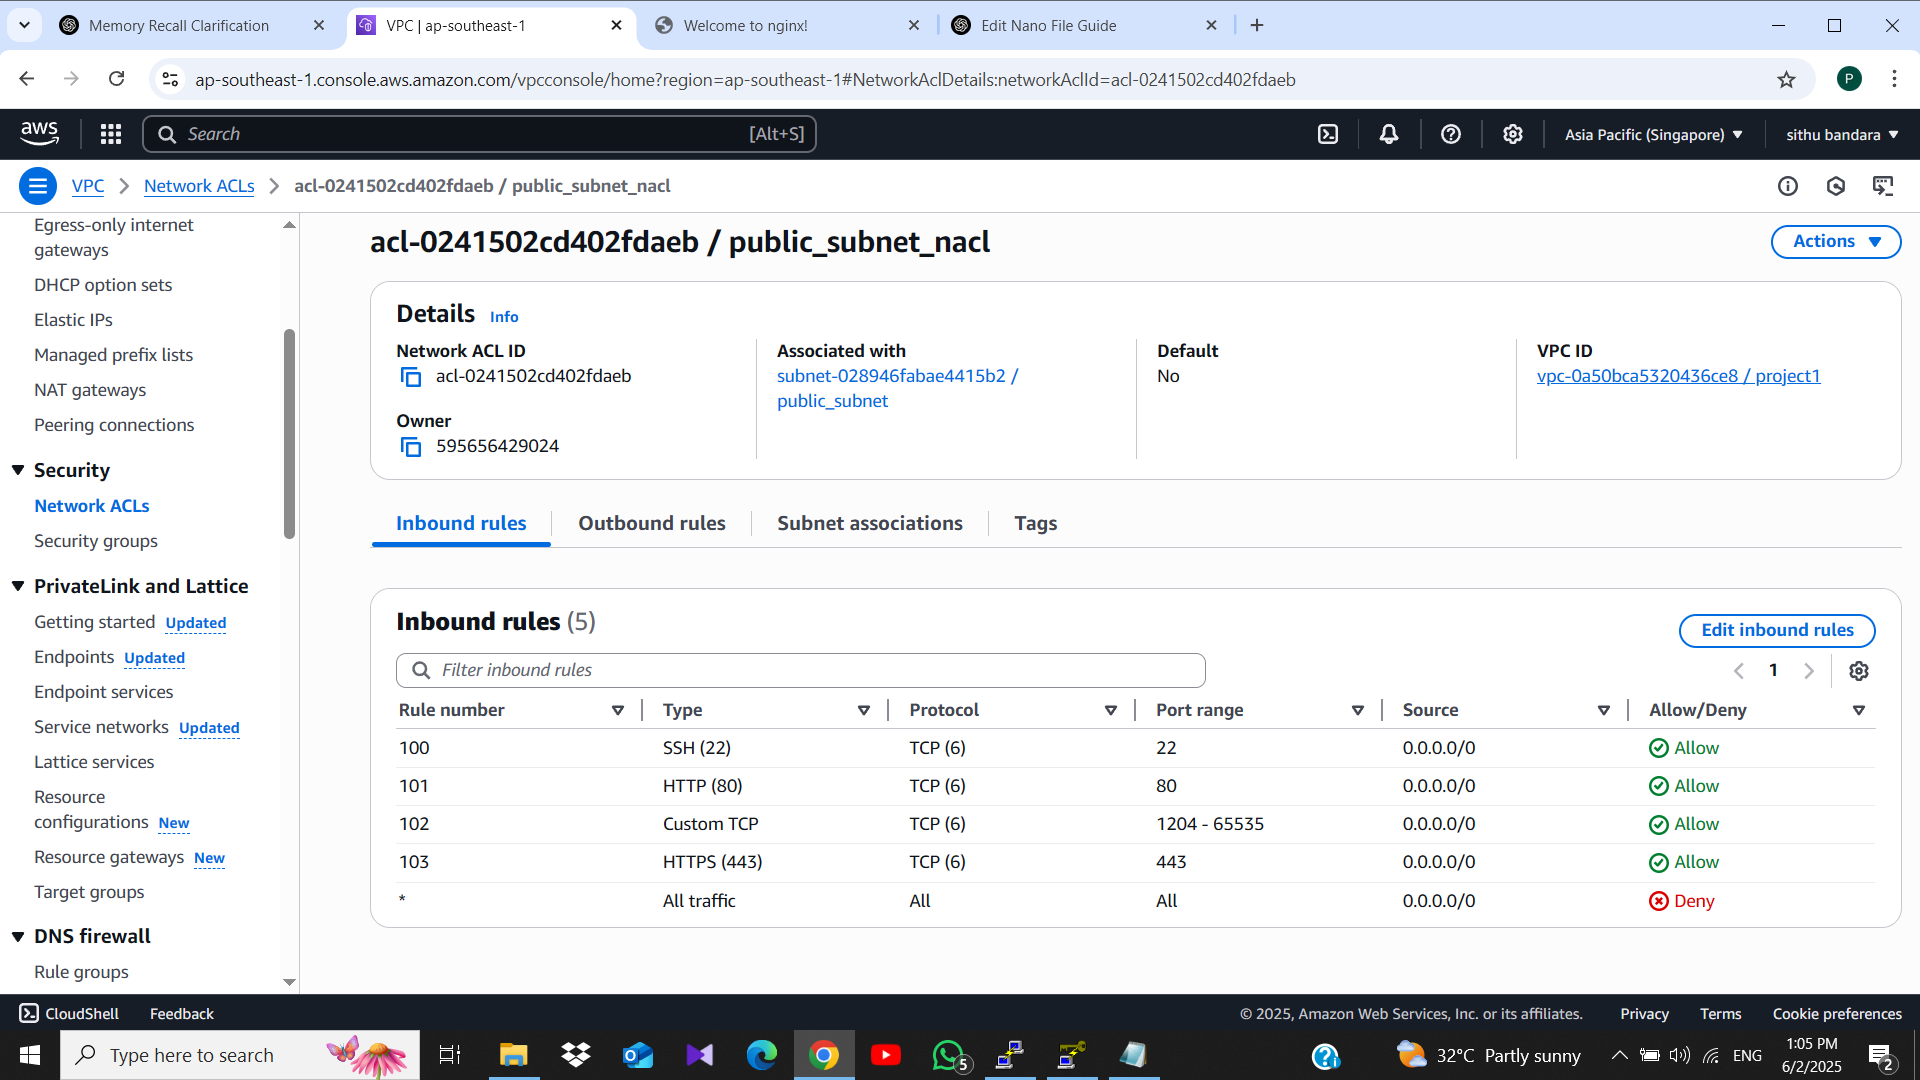 Memory Recall Clarification
VPC | ap-southeast-1
Welcome to nginx!
Edit Nano File Guide
ap-southeast-1.console.aws.amazon.com/vpcconsole/home?region=ap-southeast-1#NetworkAclDetails:networkAclId=acl-0241502cd402fdaeb
P
aws
Search
[Alt+S]
Asia Pacific (Singapore)
sithu bandara
VPC
Network ACLs
acl-0241502cd402fdaeb / public_subnet_nacl
Egress-only internet
gateways
DHCP option sets
Elastic IPs
Managed prefix lists
NAT gateways
Peering connections
Security
Network ACLs
Security groups
PrivateLink and Lattice
Getting started Updated
Endpoints Updated
Endpoint services
Service networks Updated
Lattice services
Resource
configurations New
Resource gateways New
Target groups
DNS firewall
Rule groups
acl-0241502cd402fdaeb / public_subnet_nacl
Actions
Details Info
Network ACL ID
acl-0241502cd402fdaeb
Associated with
subnet-028946fabae4415b2 /
public_subnet
Default
No
VPC ID
vpc-0a50bca5320436ce8 / project1
Owner
595656429024
Inbound rules
Outbound rules
Subnet associations
Tags
Inbound rules (5)
Edit inbound rules
Filter inbound rules
1
Rule number Type Protocol Port range Source Allow/Deny
100 SSH (22) TCP (6) 22 0.0.0.0/0 Allow
101 HTTP (80) TCP (6) 80 0.0.0.0/0 Allow
102 Custom TCP TCP (6) 1204 - 65535 0.0.0.0/0 Allow
103 HTTPS (443) TCP (6) 443 0.0.0.0/0 Allow
* All traffic All All 0.0.0.0/0 Deny
CloudShell
Feedback
© 2025, Amazon Web Services, Inc. or its affiliates.
Privacy
Terms
Cookie preferences
Type here to search
5
32°C Partly sunny
ENG
1:05 PM
6/2/2025
2